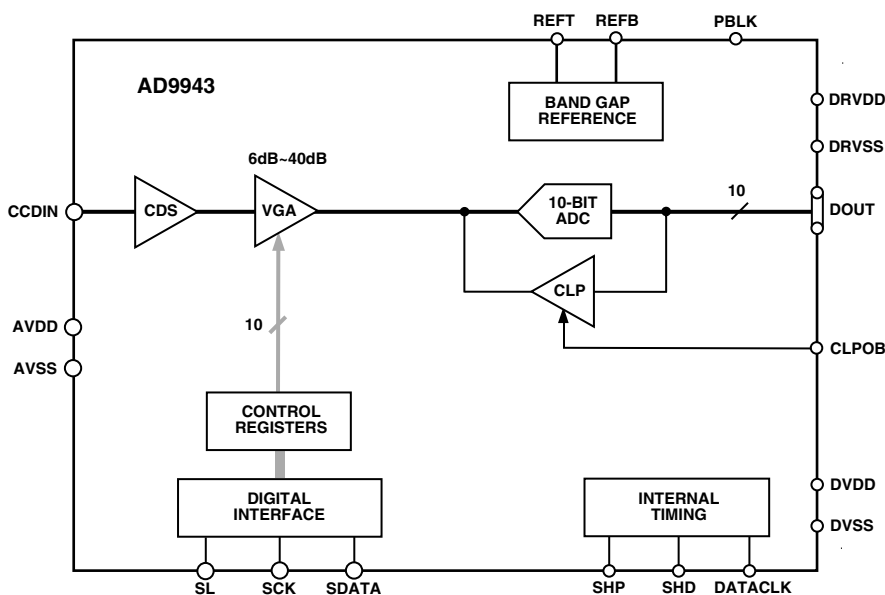 REFT
REFB
PBLK
AD9943
BAND GAP
REFERENCE
DRVDD
DRVSS
6dB~40dB
CCDIN
CDS
VGA
10-BIT
ADC
10
DOUT
CLP
AVDD
10
CLPOB
AVSS
CONTROL
REGISTERS
DIGITAL
INTERFACE
INTERNAL
TIMING
DVDD
DVSS
SL
SCK
SDATA
SHP
SHD
DATACLK